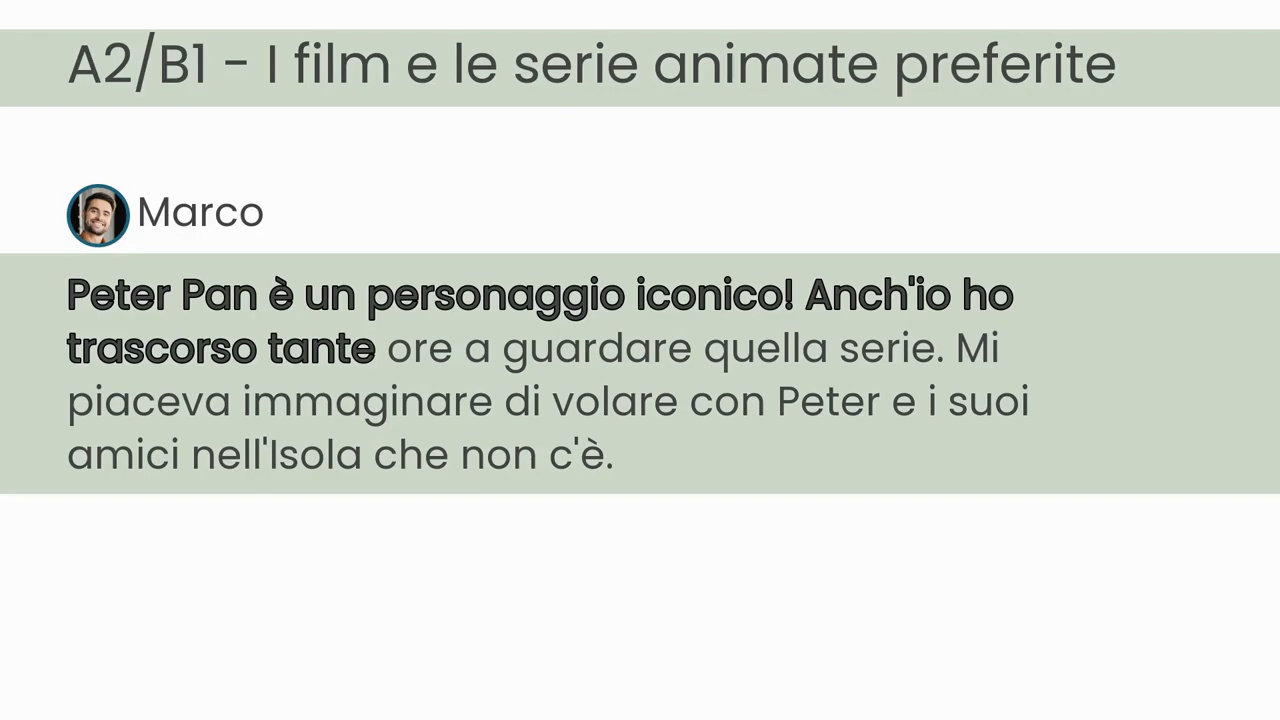 A2/B1 - I film e le serie animate preferite
Marco
Peter Pan è un personaggio iconico! Anch'io ho
trascorso tante ore a guardare quella serie. Mi
piaceva immaginare di volare con Peter e i suoi
amici nell'Isola che non c'è.